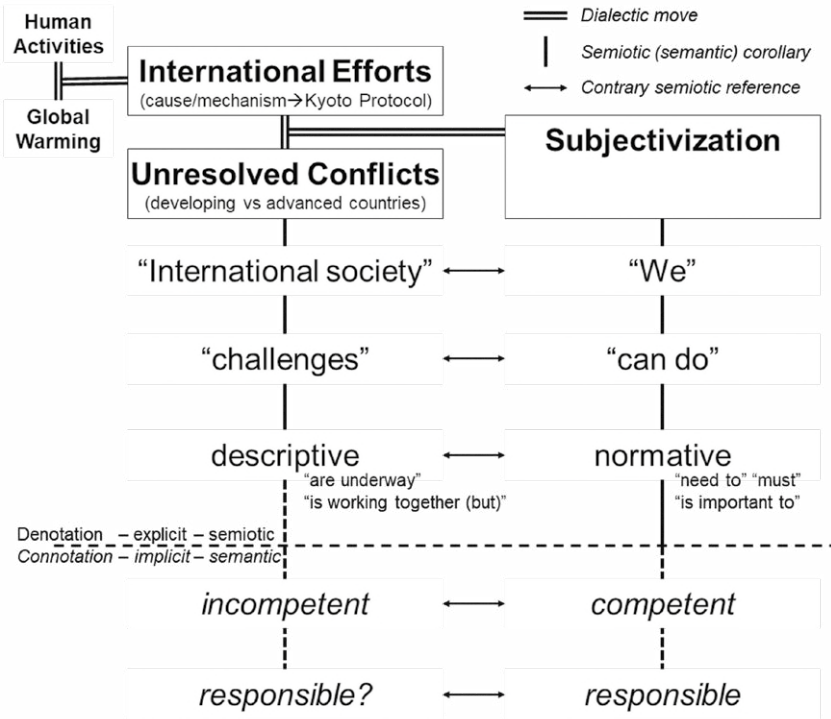 Human
Activities
Global
Warming
International Efforts
(cause/mechanism→Kyoto Protocol)
Dialectic move
Semiotic (semantic) corollary
Contrary semiotic reference
Unresolved Conflicts
(developing vs advanced countries)
Subjectivization
“International society”
“We”
“challenges”
“can do”
descriptive
normative
“are underway”
“is working together (but)”
“need to” “must”
“is important to”
Denotation – explicit – semiotic
Connotation – implicit – semantic
incompetent
competent
responsible?
responsible